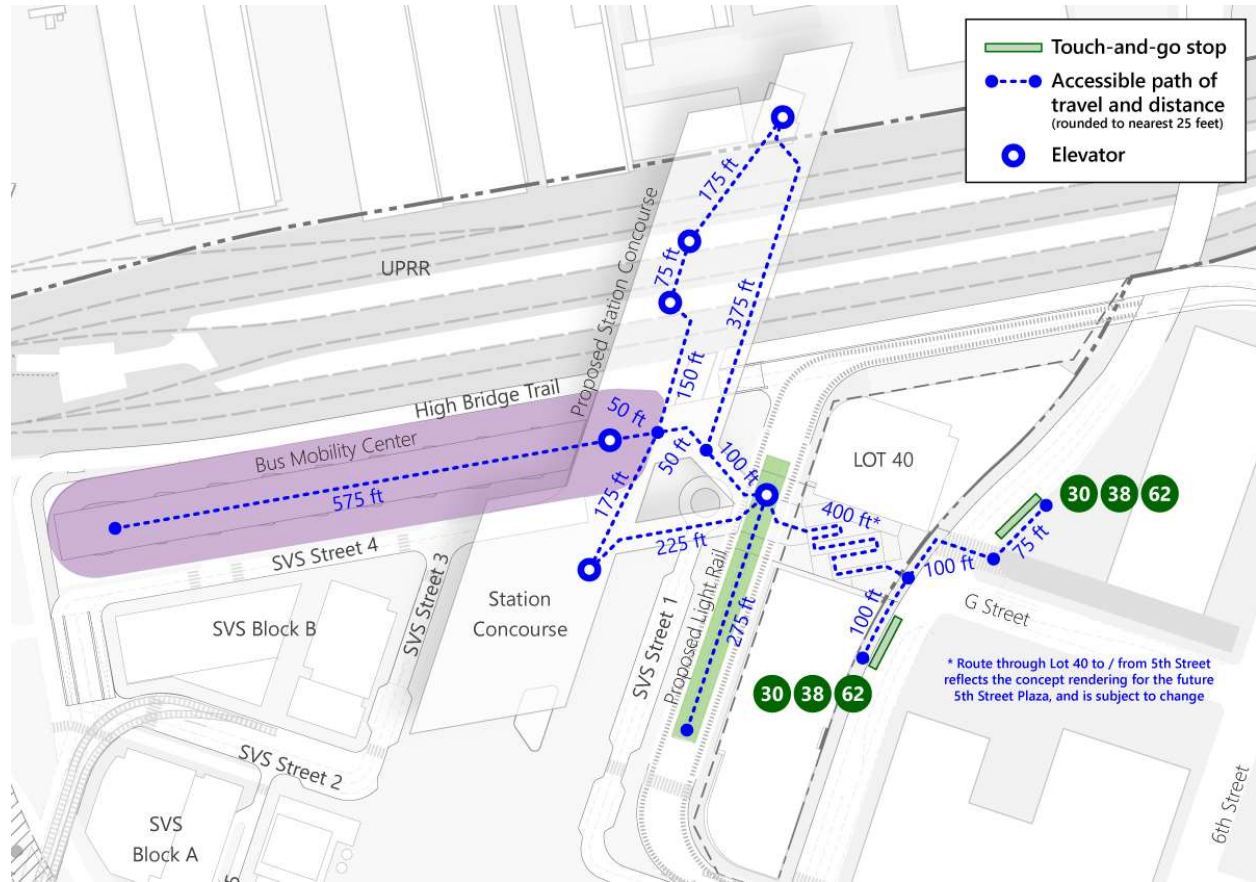 Touch-and-go stop
Accessible path of
travel and distance
(rounded to nearest 25 feet)
Elevator
175 ft
UPRR
75 ft
Proposed Station Concourse
375 ft
150 ft
High Bridge Trail
50 ft
Bus Mobility Center
50 ft
100 ft
LOT 40
575 ft
175 ft
400 ft*
30 38 62
75 ft
SVS Street 4
225 ft
100 ft
SVS Street 3
Station
Concourse
SVS Block B
SVS Street 1
Proposed Light Rail
275 ft
100 ft
G Street
30 38 62
* Route through Lot 40 to / from 5th Street
reflects the concept rendering for the future
5th Street Plaza, and is subject to change
SVS Street 2
SVS
Block A
6th Street